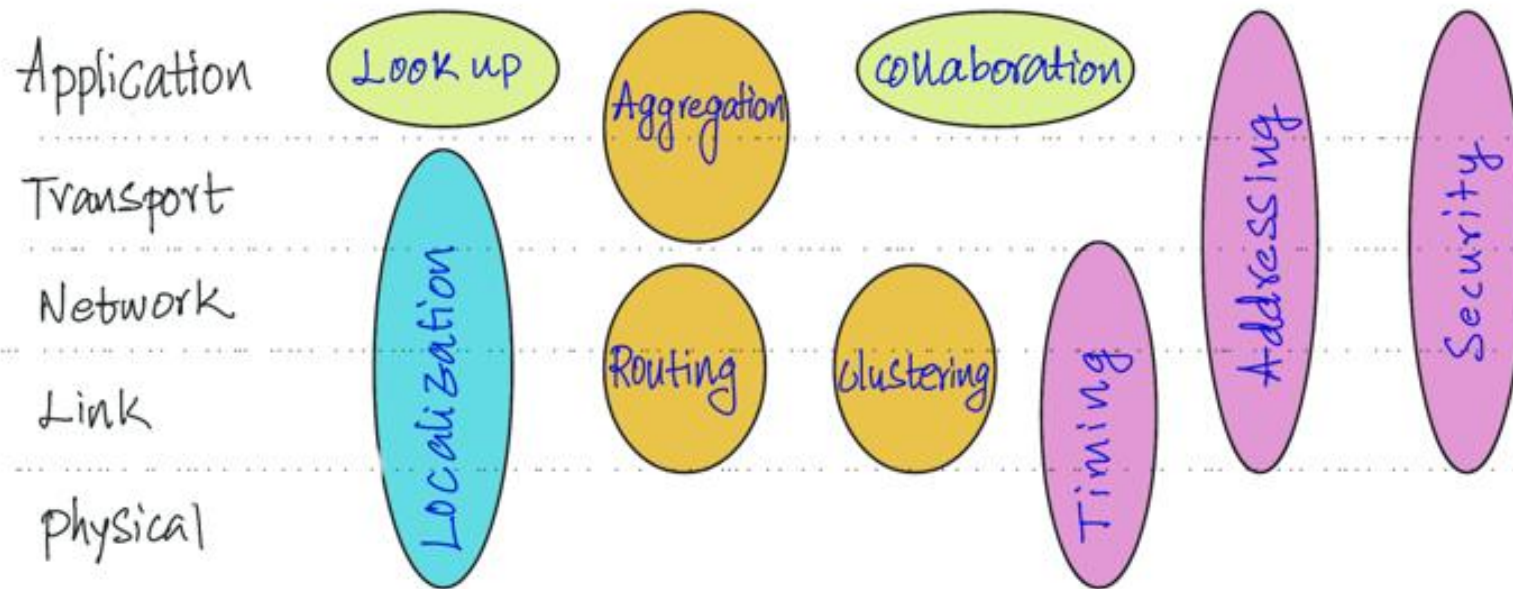 Application
Look up
Aggregation
collaboration
Transport
Network
Link
physical
Localization
Routing
clustering
Timing
Addressing
Security